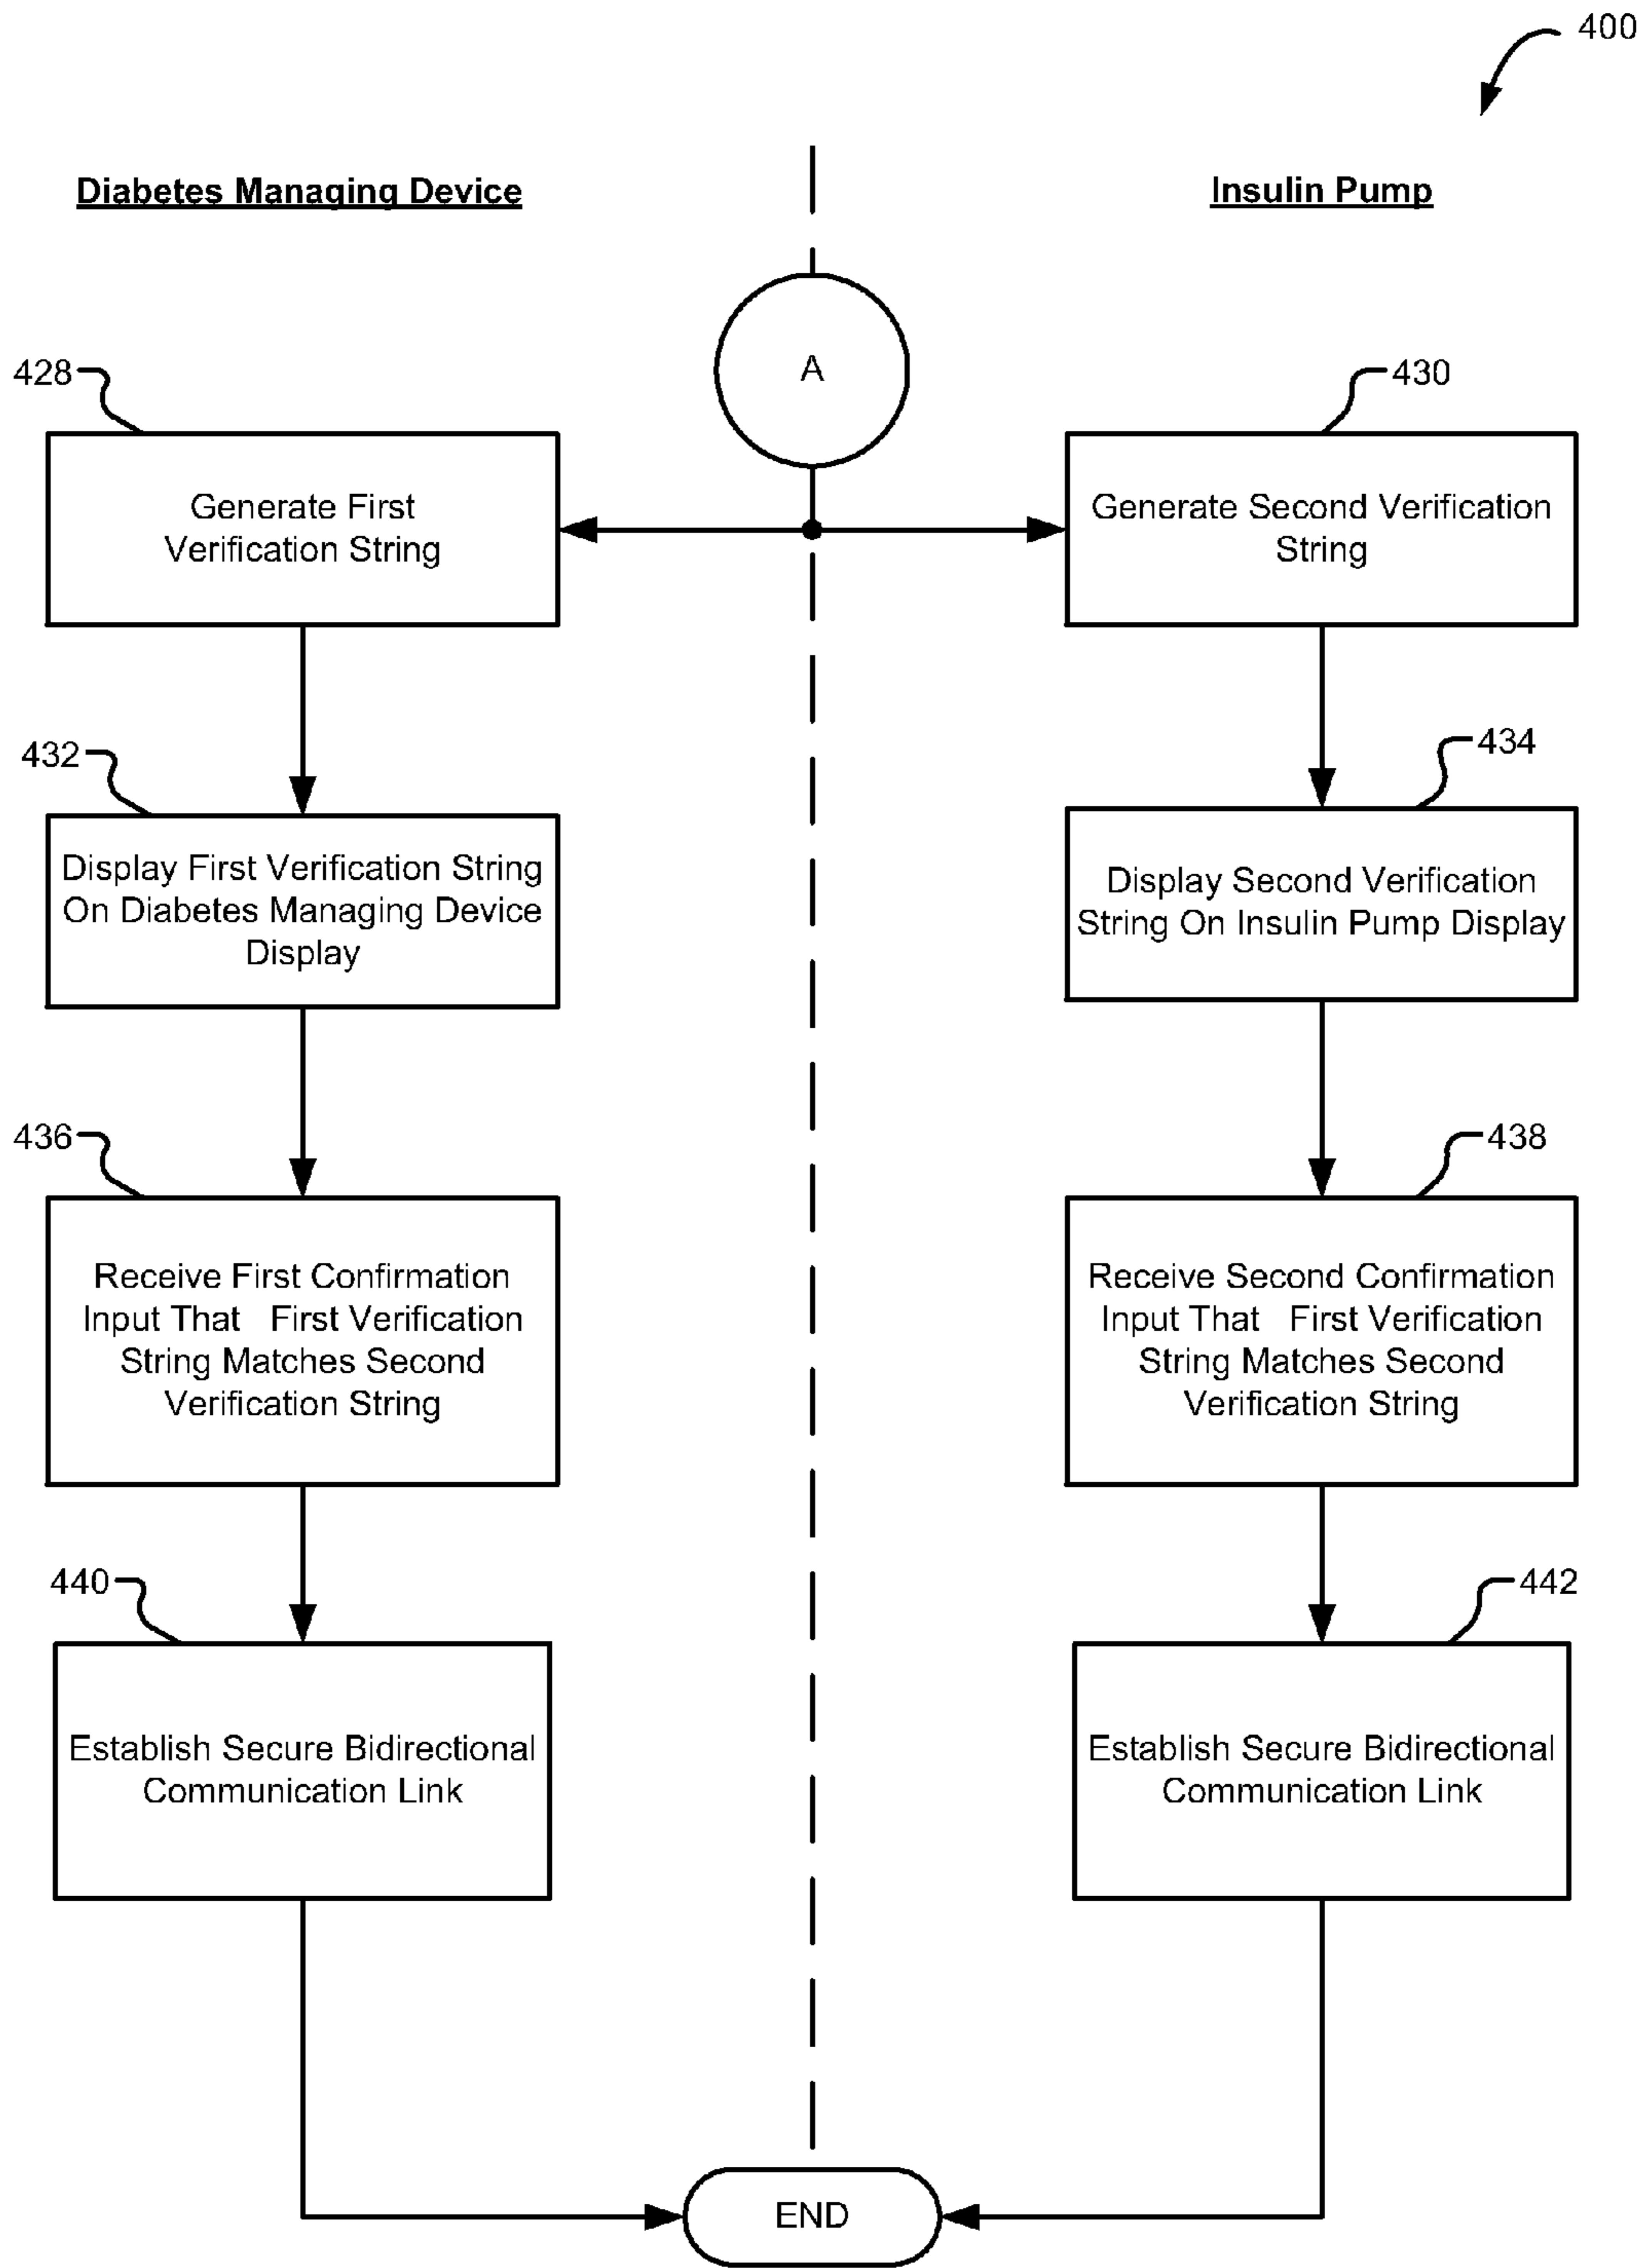 400
Diabetes Managing Device
Insulin Pump
A
428
430
Generate First
Verification String
Generate Second Verification
String
432
434
Display First Verification String
On Diabetes Managing Device
Display
Display Second Verification
String On Insulin Pump Display
436
438
Receive First Confirmation
Input That First Verification
String Matches Second
Verification String
Receive Second Confirmation
Input That First Verification
String Matches Second
Verification String
440
442
Establish Secure Bidirectional
Communication Link
Establish Secure Bidirectional
Communication Link
END